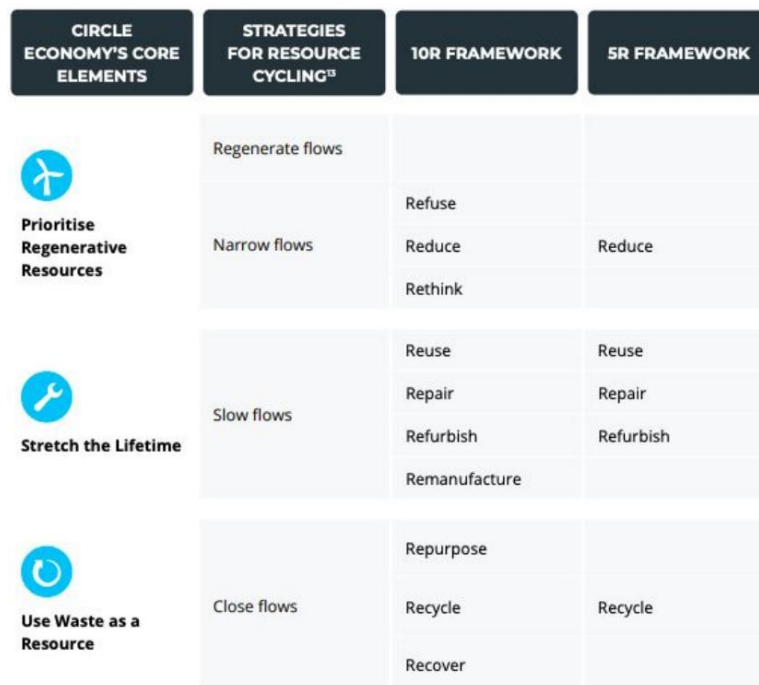 CIRCLE
ECONOMY'S CORE
ELEMENTS
STRATEGIES
FOR RESOURCE
CYCLING¹³
10R FRAMEWORK
5R FRAMEWORK
Prioritise
Regenerative
Resources
Regenerate flows
Narrow flows
Refuse
Reduce
Reduce
Rethink
Stretch the Lifetime
Slow flows
Reuse
Reuse
Repair
Repair
Refurbish
Refurbish
Remanufacture
Use Waste as a
Resource
Close flows
Repurpose
Recycle
Recycle
Recover